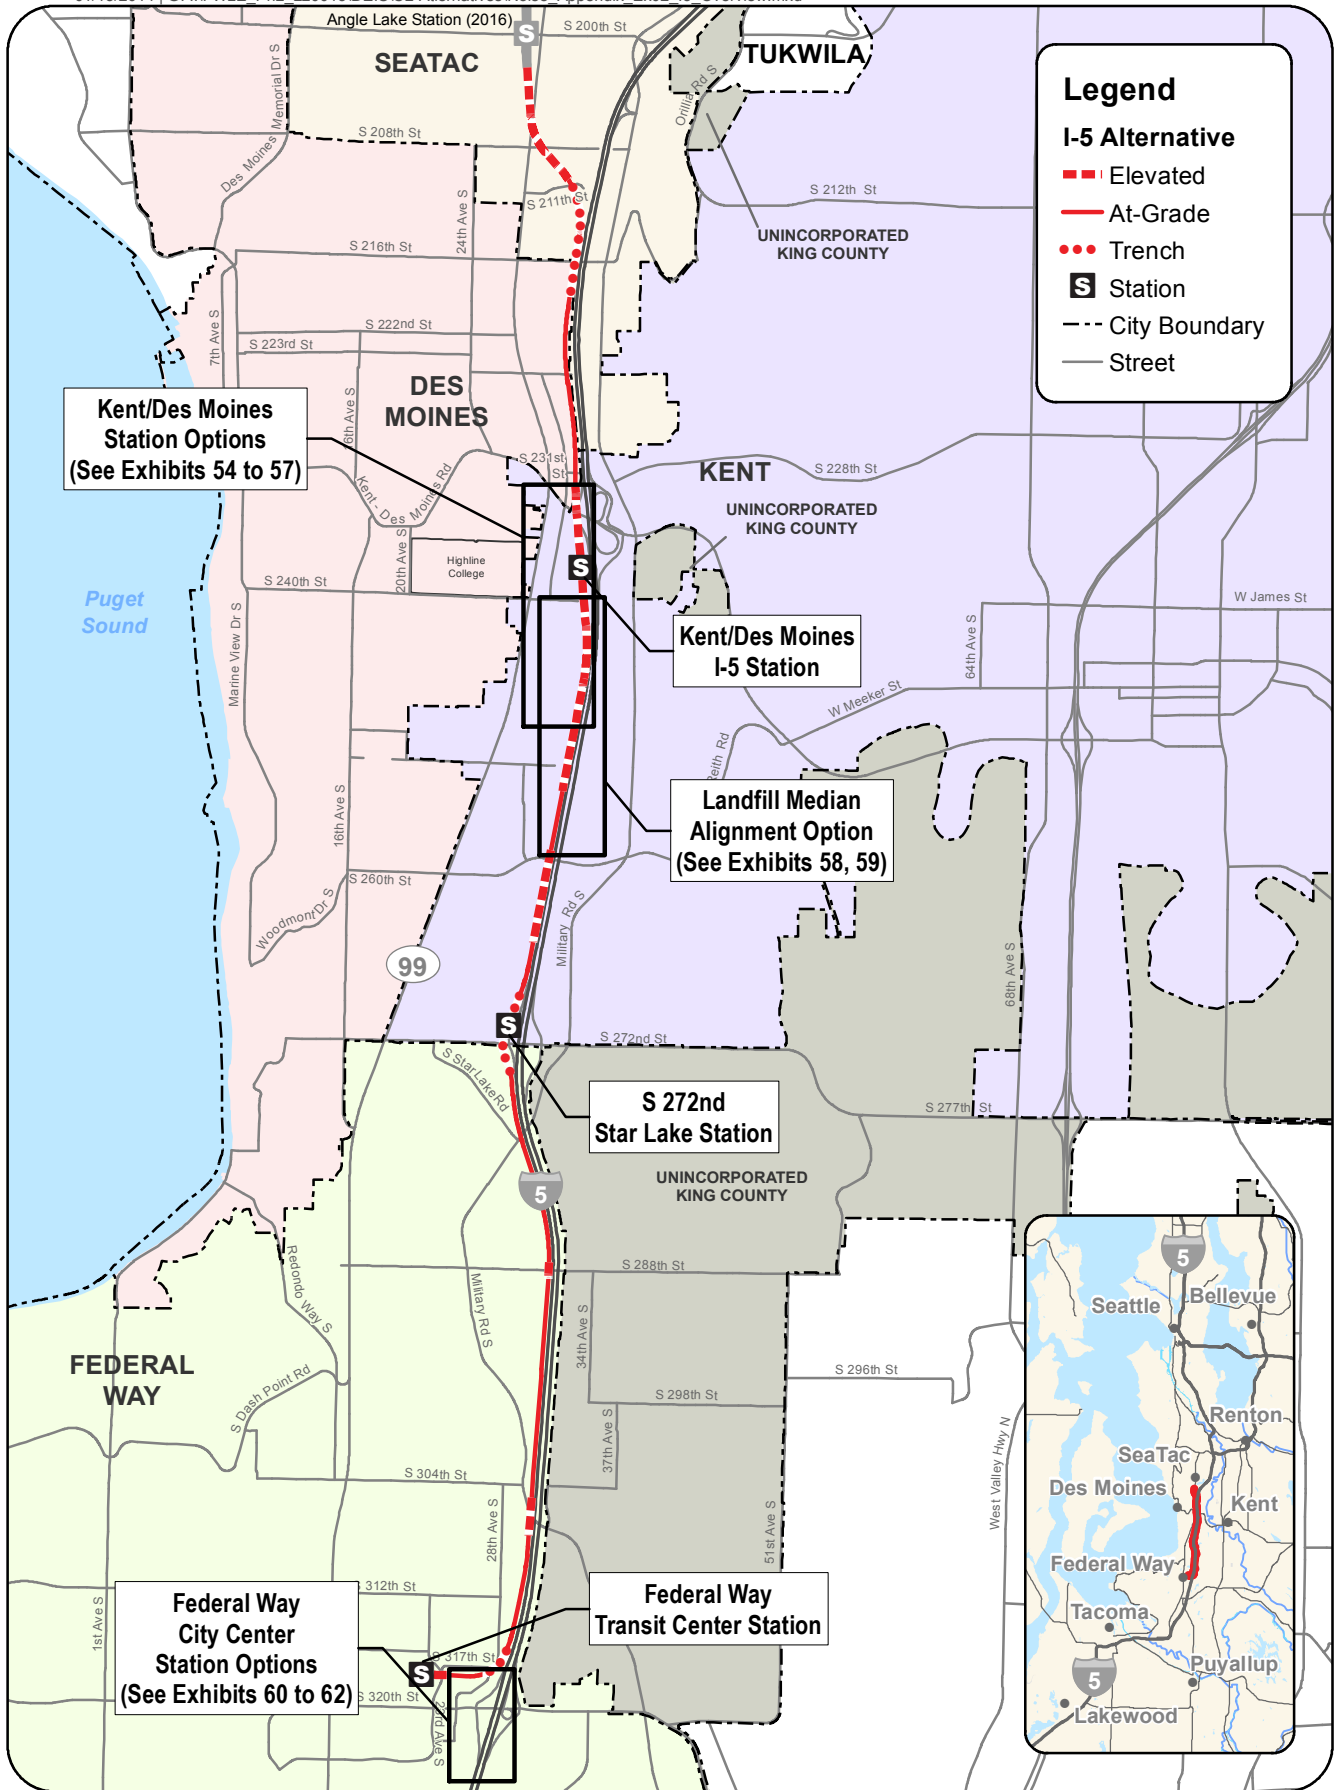 Angle Lake Station (2016)
S 200th St
SEATAC
TUKWILA
Des Moines Memorial Dr S
S 208th St
Orillia Rd S
S 212th St
S 211th St
24th Ave S
UNINCORPORATED
KING COUNTY
S 216th St
7th Ave S
S 222nd St
S 223rd St
DES
MOINES
Legend
I-5 Alternative
Elevated
At-Grade
Trench
S Station
City Boundary
Street
Kent/Des Moines
Station Options
(See Exhibits 54 to 57)
16th Ave S
S 231st
St
KENT
S 228th St
Kent - Des Moines Rd
UNINCORPORATED
KING COUNTY
20th Ave S
Highline
College
S
S 240th St
Puget
Sound
Marine View Dr S
Kent/Des Moines
I-5 Station
64th Ave S
W James St
W Meeker St
Reith Rd
Landfill Median
Alignment Option
(See Exhibits 58, 59)
16th Ave S
S 260th St
Woodmont Dr S
99
Military Rd S
68th Ave S
S
S 272nd St
S Star Lake Rd
S 272nd
Star Lake Station
S 277th St
5
UNINCORPORATED
KING COUNTY
Redondo Way S
Military Rd S
S 288th St
34th Ave S
FEDERAL
WAY
S Dash Point Rd
S 296th St
S 298th St
37th Ave S
West Valley Hwy N
S 304th St
28th Ave S
51st Ave S
1st Ave S
S 312th St
Federal Way
City Center
Station Options
(See Exhibits 60 to 62)
Federal Way
Transit Center Station
S
S 317th St
S 320th St
23rd Ave S
5
Seattle
Bellevue
Renton
SeaTac
Des Moines
Kent
Federal Way
Tacoma
Puyallup
5
Lakewood